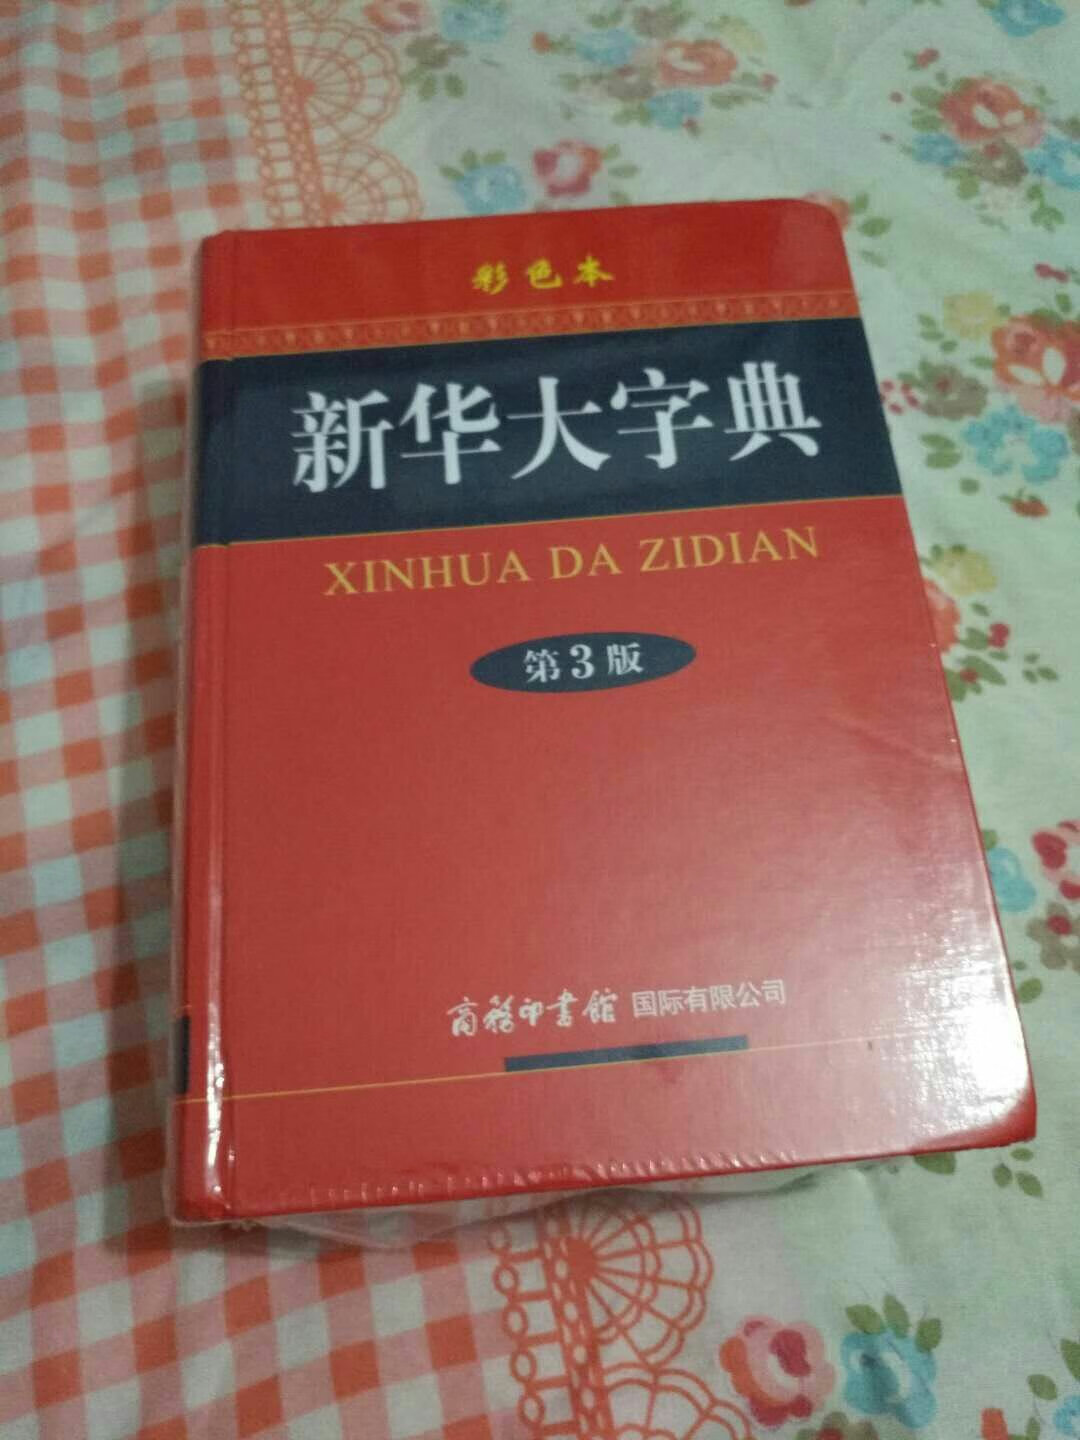 彩色本
新华大字典
XINHUA DA ZIDIAN
第3版
商務印書館 国际有限公司